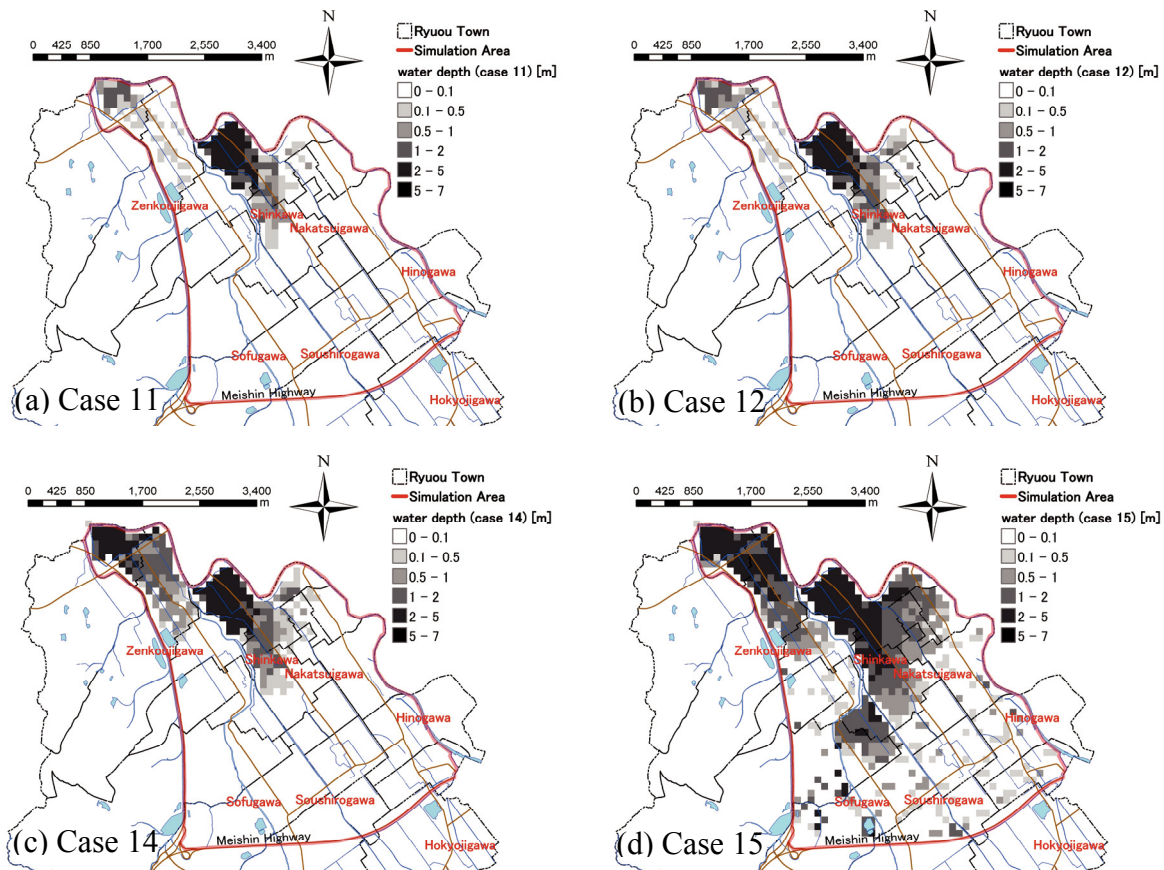 N
0 425 850 1,700 2,550 3,400
m
Ryuou Town
Simulation Area
water depth (case 11) [m]
0 - 0.1
0.1 - 0.5
0.5 - 1
1 - 2
2 - 5
5 - 7
Zenkoujigawa
Shinkawa
Nakatsuigawa
Hinogawa
Sofugawa
Soushirogawa
Meishin Highway
Hokyojigawa
(a) Case 11
N
0 425 850 1,700 2,550 3,400
m
Ryuou Town
Simulation Area
water depth (case 12) [m]
0 - 0.1
0.1 - 0.5
0.5 - 1
1 - 2
2 - 5
5 - 7
Zenkoujigawa
Shinkawa
Nakatsuigawa
Hinogawa
Sofugawa
Soushirogawa
Meishin Highway
Hokyojigawa
(b) Case 12
N
0 425 850 1,700 2,550 3,400
m
Ryuou Town
Simulation Area
water depth (case 14) [m]
0 - 0.1
0.1 - 0.5
0.5 - 1
1 - 2
2 - 5
5 - 7
Zenkoujigawa
Shinkawa
Nakatsuigawa
Hinogawa
Sofugawa
Soushirogawa
Meishin Highway
Hokyojigawa
(c) Case 14
N
0 425 850 1,700 2,550 3,400
m
Ryuou Town
Simulation Area
water depth (case 15) [m]
0 - 0.1
0.1 - 0.5
0.5 - 1
1 - 2
2 - 5
5 - 7
Zenkoujigawa
Shinkawa
Nakatsuigawa
Hinogawa
Sofugawa
Soushirogawa
Meishin Highway
Hokyojigawa
(d) Case 15